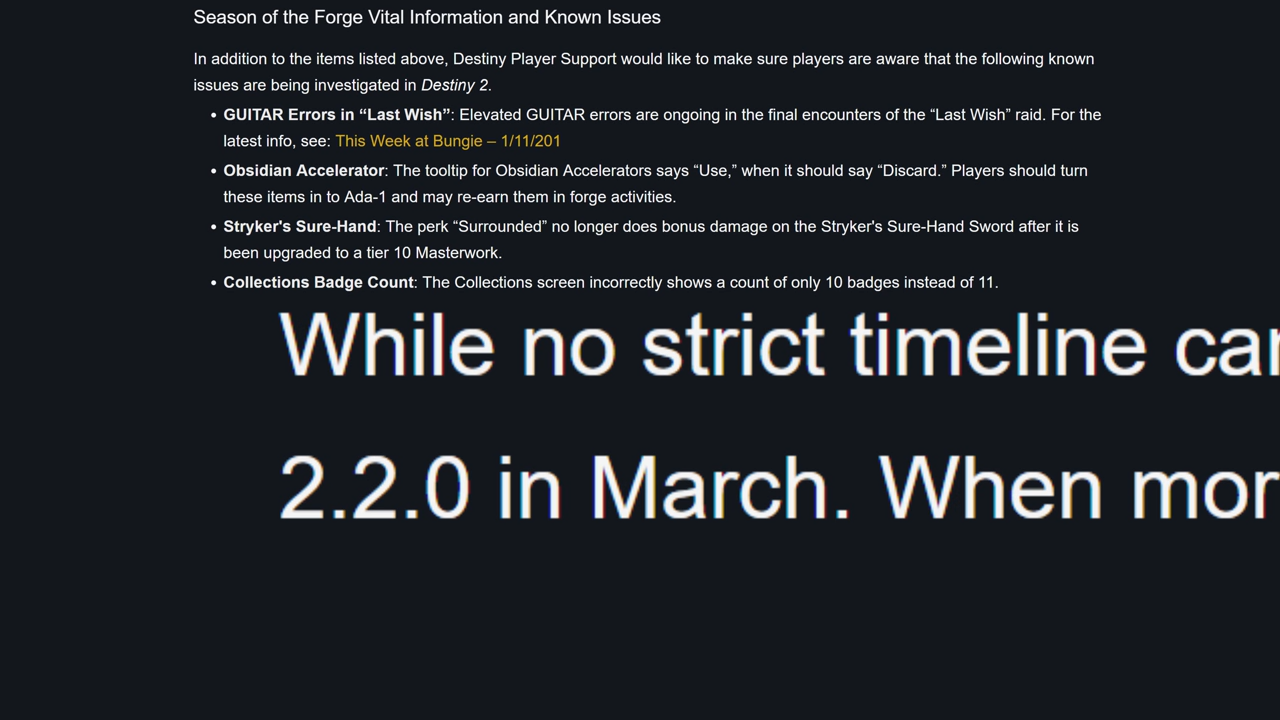 Season of the Forge Vital Information and Known Issues
In addition to the items listed above, Destiny Player Support would like to make sure players are aware that the following known
issues are being investigated in Destiny 2.
• GUITAR Errors in “Last Wish”: Elevated GUITAR errors are ongoing in the final encounters of the “Last Wish” raid. For the
latest info, see: This Week at Bungie – 1/11/201
• Obsidian Accelerator: The tooltip for Obsidian Accelerators says “Use,” when it should say “Discard.” Players should turn
these items in to Ada-1 and may re-earn them in forge activities.
• Stryker's Sure-Hand: The perk “Surrounded” no longer does bonus damage on the Stryker's Sure-Hand Sword after it is
been upgraded to a tier 10 Masterwork.
• Collections Badge Count: The Collections screen incorrectly shows a count of only 10 badges instead of 11.
While no strict timeline
2.2.0 in March. When